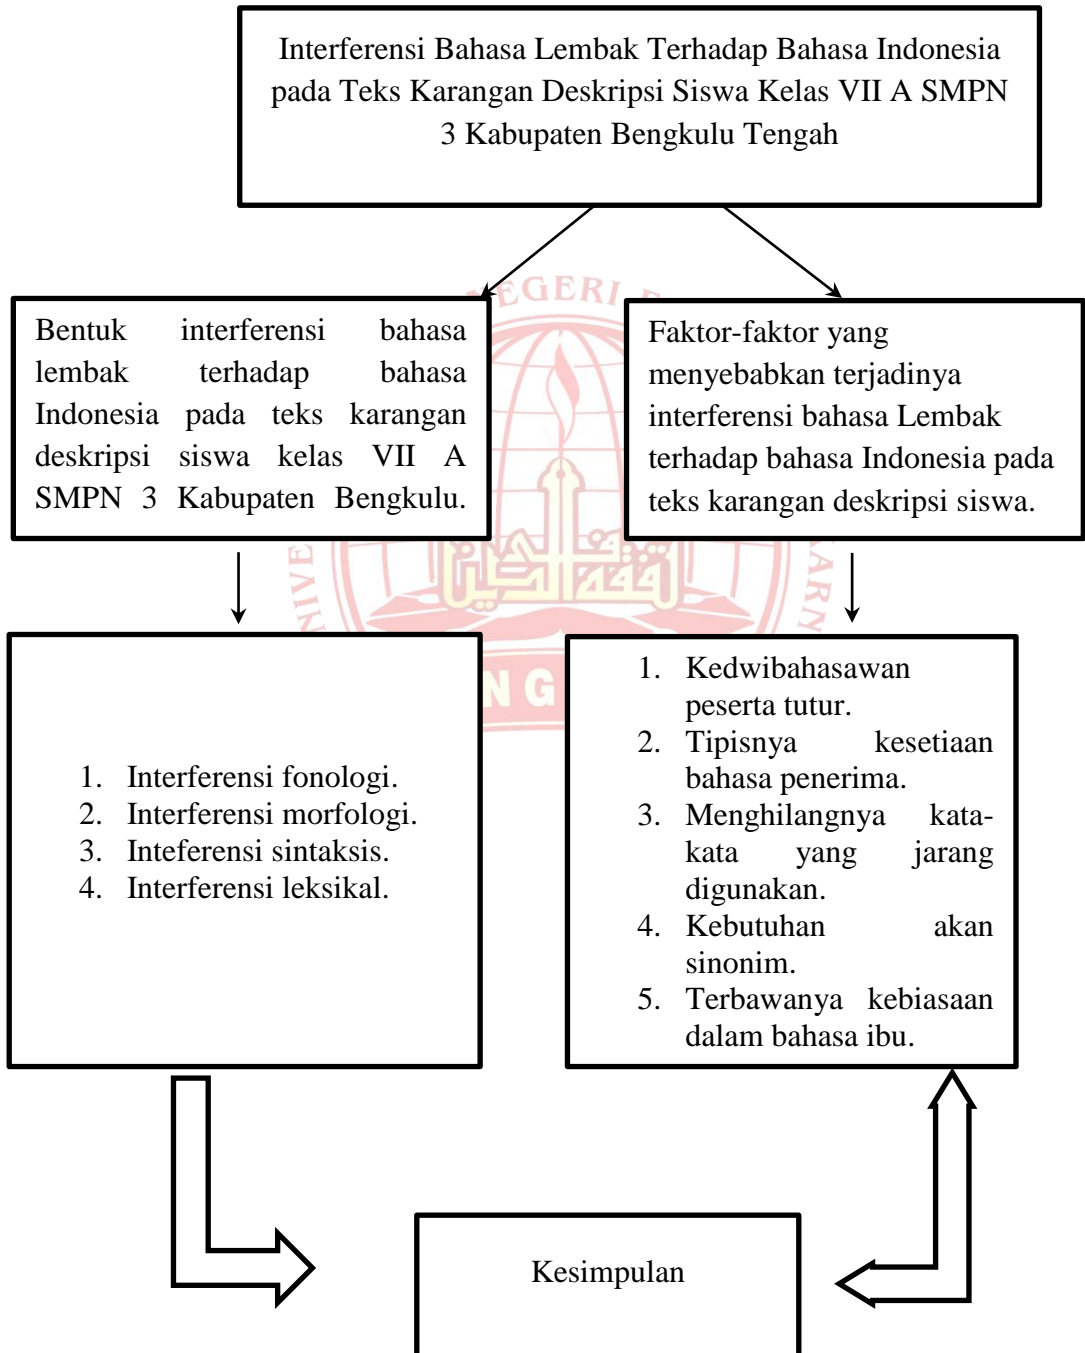 Interferensi Bahasa Lembak Terhadap Bahasa Indonesia
pada Teks Karangan Deskripsi Siswa Kelas VII A SMPN
3 Kabupaten Bengkulu Tengah
Bentuk interferensi bahasa
lembak terhadap bahasa
Indonesia pada teks karangan
deskripsi siswa kelas VII A
SMPN 3 Kabupaten Bengkulu.
Faktor-faktor yang
menyebabkan terjadinya
interferensi bahasa Lembak
terhadap bahasa Indonesia pada
teks karangan deskripsi siswa.
1. Interferensi fonologi.
2. Interferensi morfologi.
3. Inteferensi sintaksis.
4. Interferensi leksikal.
1. Kedwibahasawan
peserta tutur.
2. Tipisnya kesetiaan
bahasa penerima.
3. Menghilangnya kata-
kata yang jarang
digunakan.
4. Kebutuhan akan
sinonim.
5. Terbawanya kebiasaan
dalam bahasa ibu.
Kesimpulan